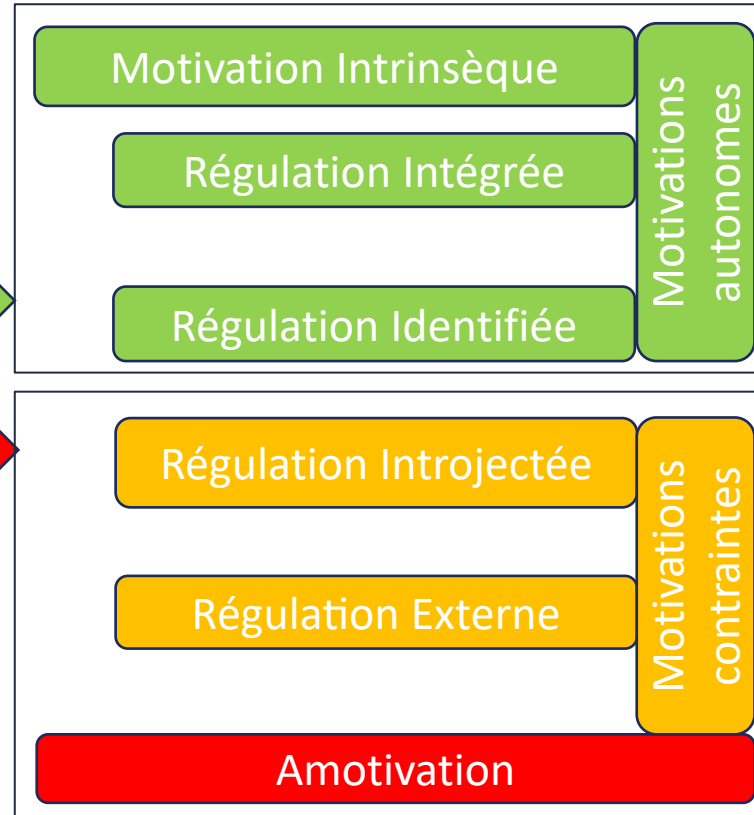 Motivation Intrinsèque
Régulation Intégrée
Régulation Identifiée
Motivations
autonomes
Régulation Introjectée
Régulation Externe
Motivations
contraintes
Amotivation